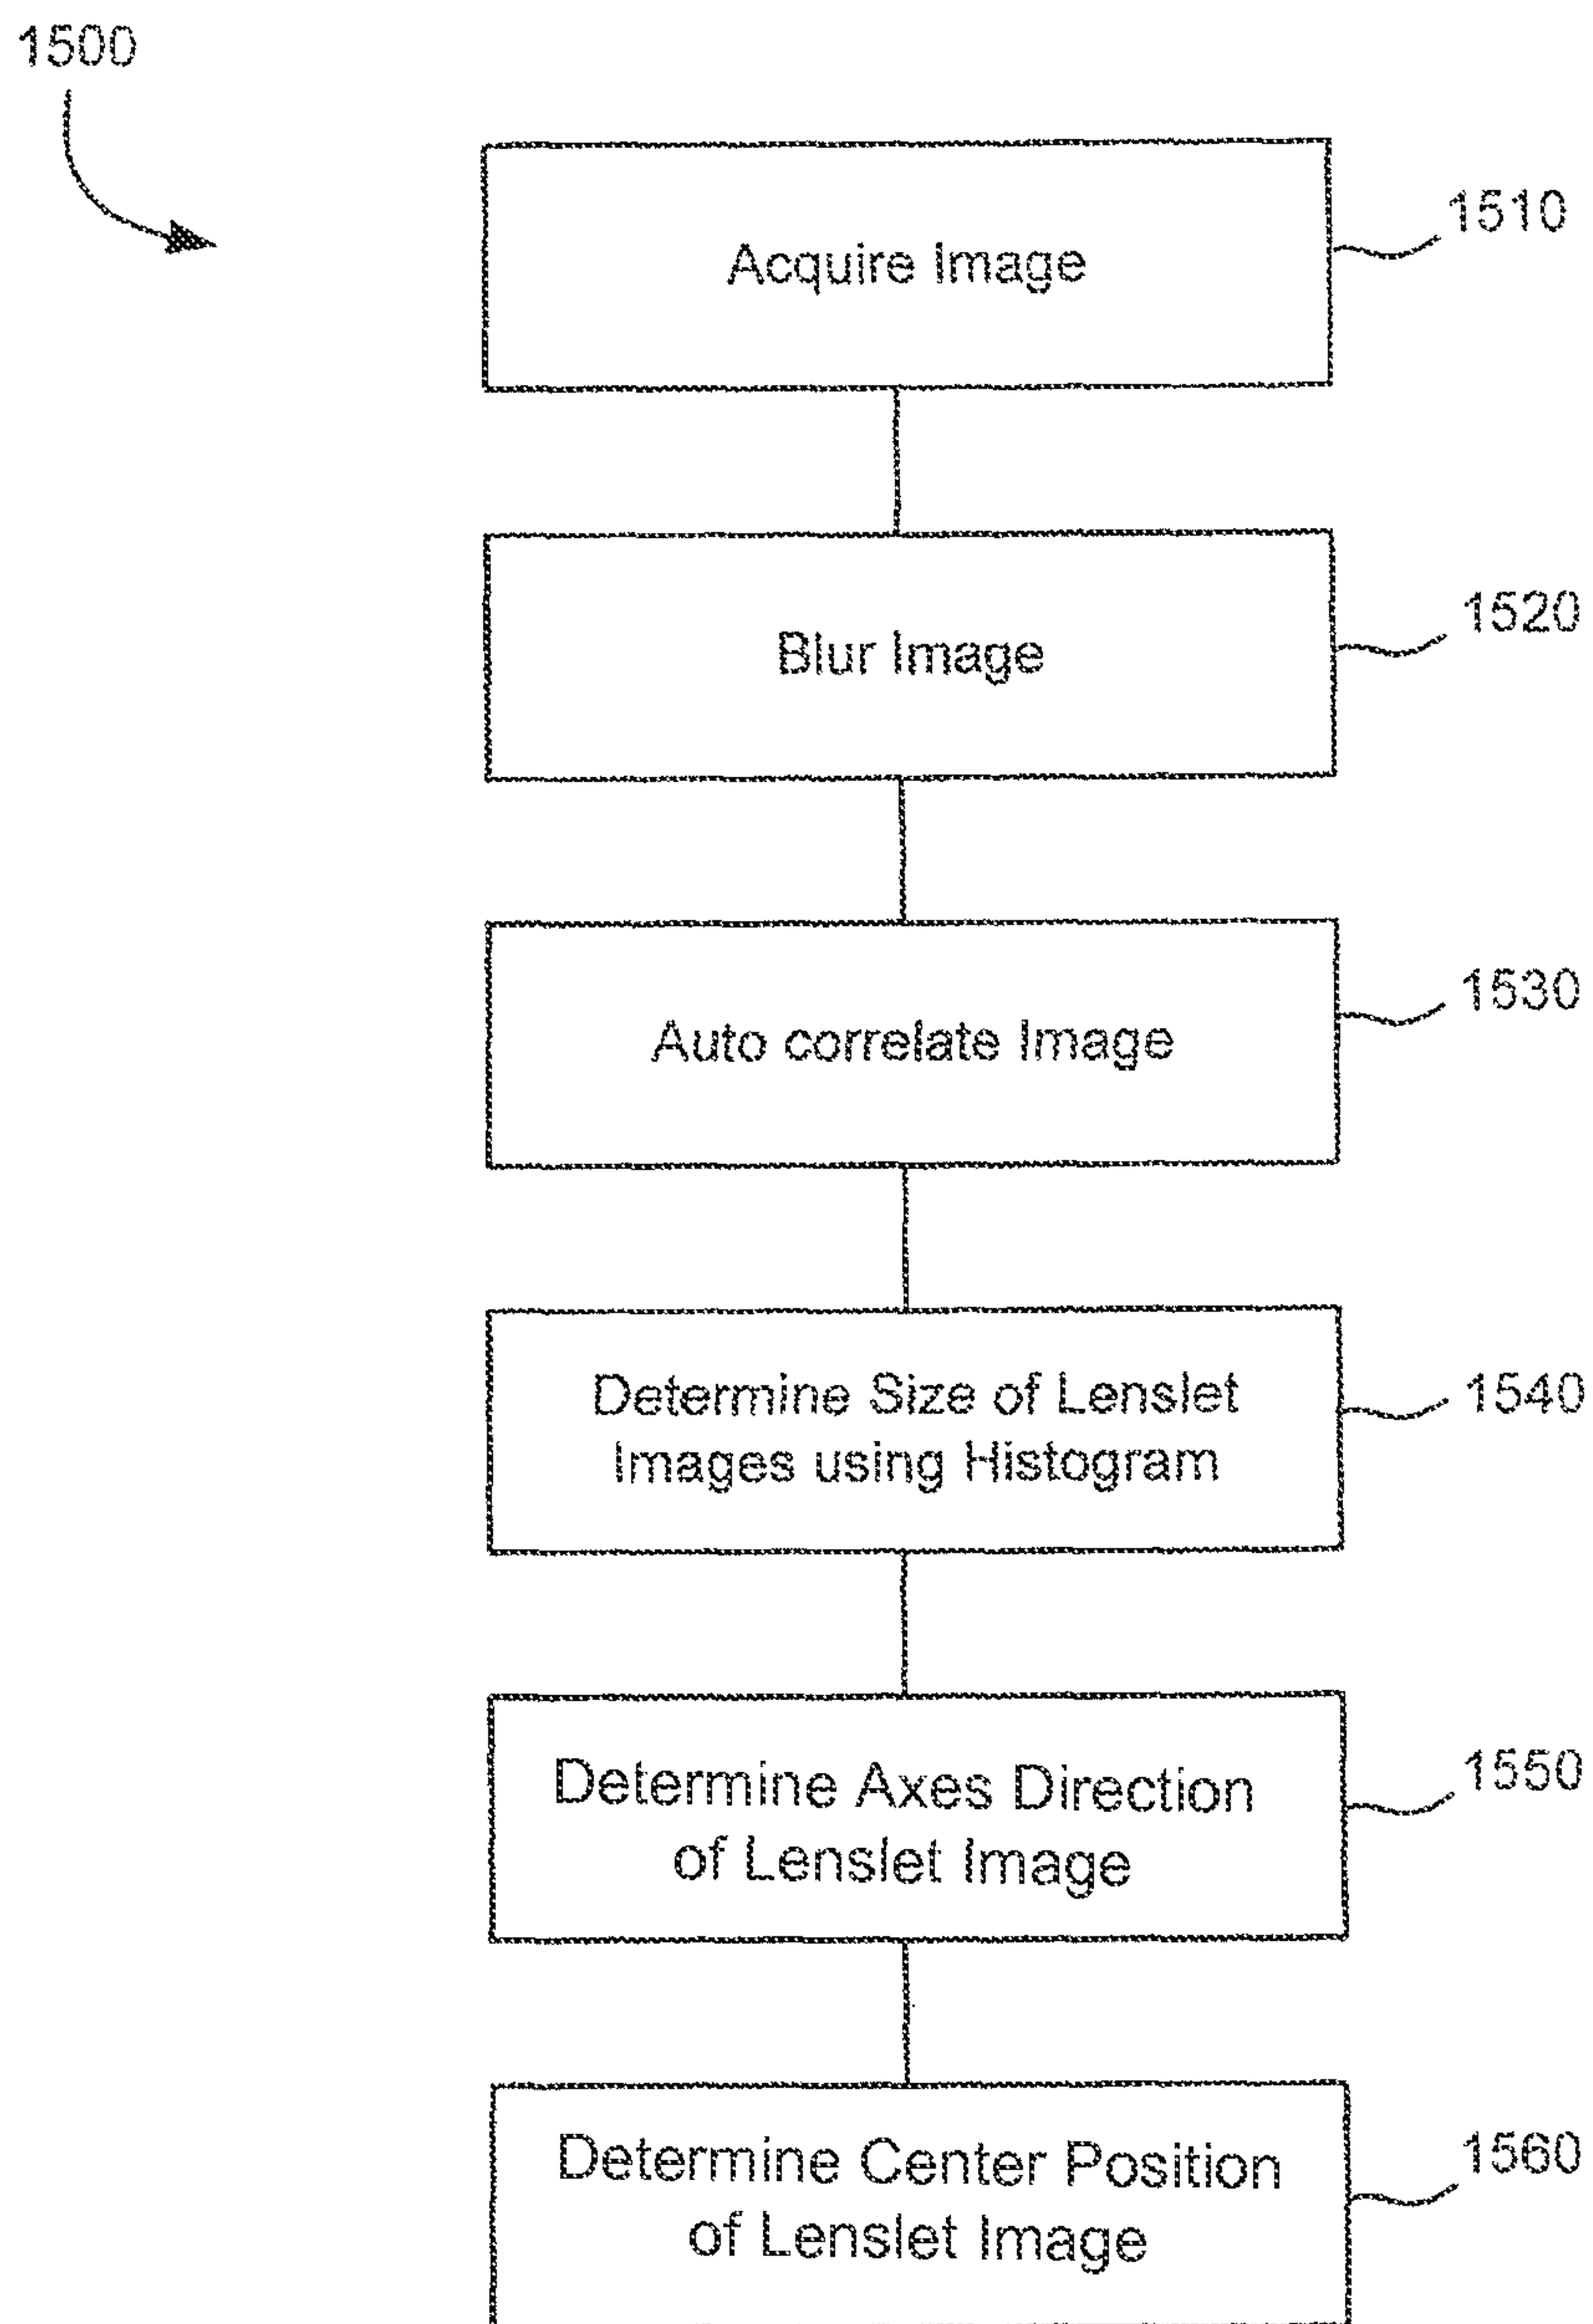 1500
Acquire Image
1510
Blur Image
1520
Auto correlate Image
1530
Determine Size of Lenslet
Images using Histogram
1540
Determine Axes Direction
of Lenslet Image
1550
Determine Center Position
of Lenslet Image
1560